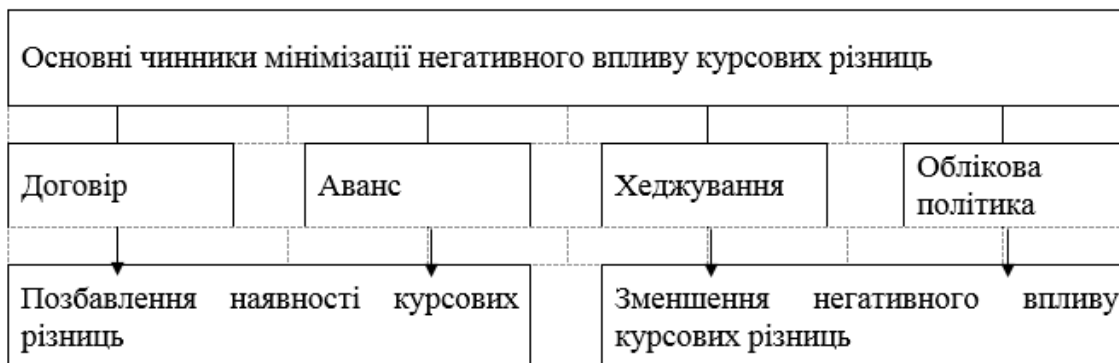 Основні чинники мінімізації негативного впливу курсових різниць
Договір
Аванс
Хеджування
Облікова
політика
Позбавлення наявності курсових
різниць
Зменшення негативного впливу
курсових різниць